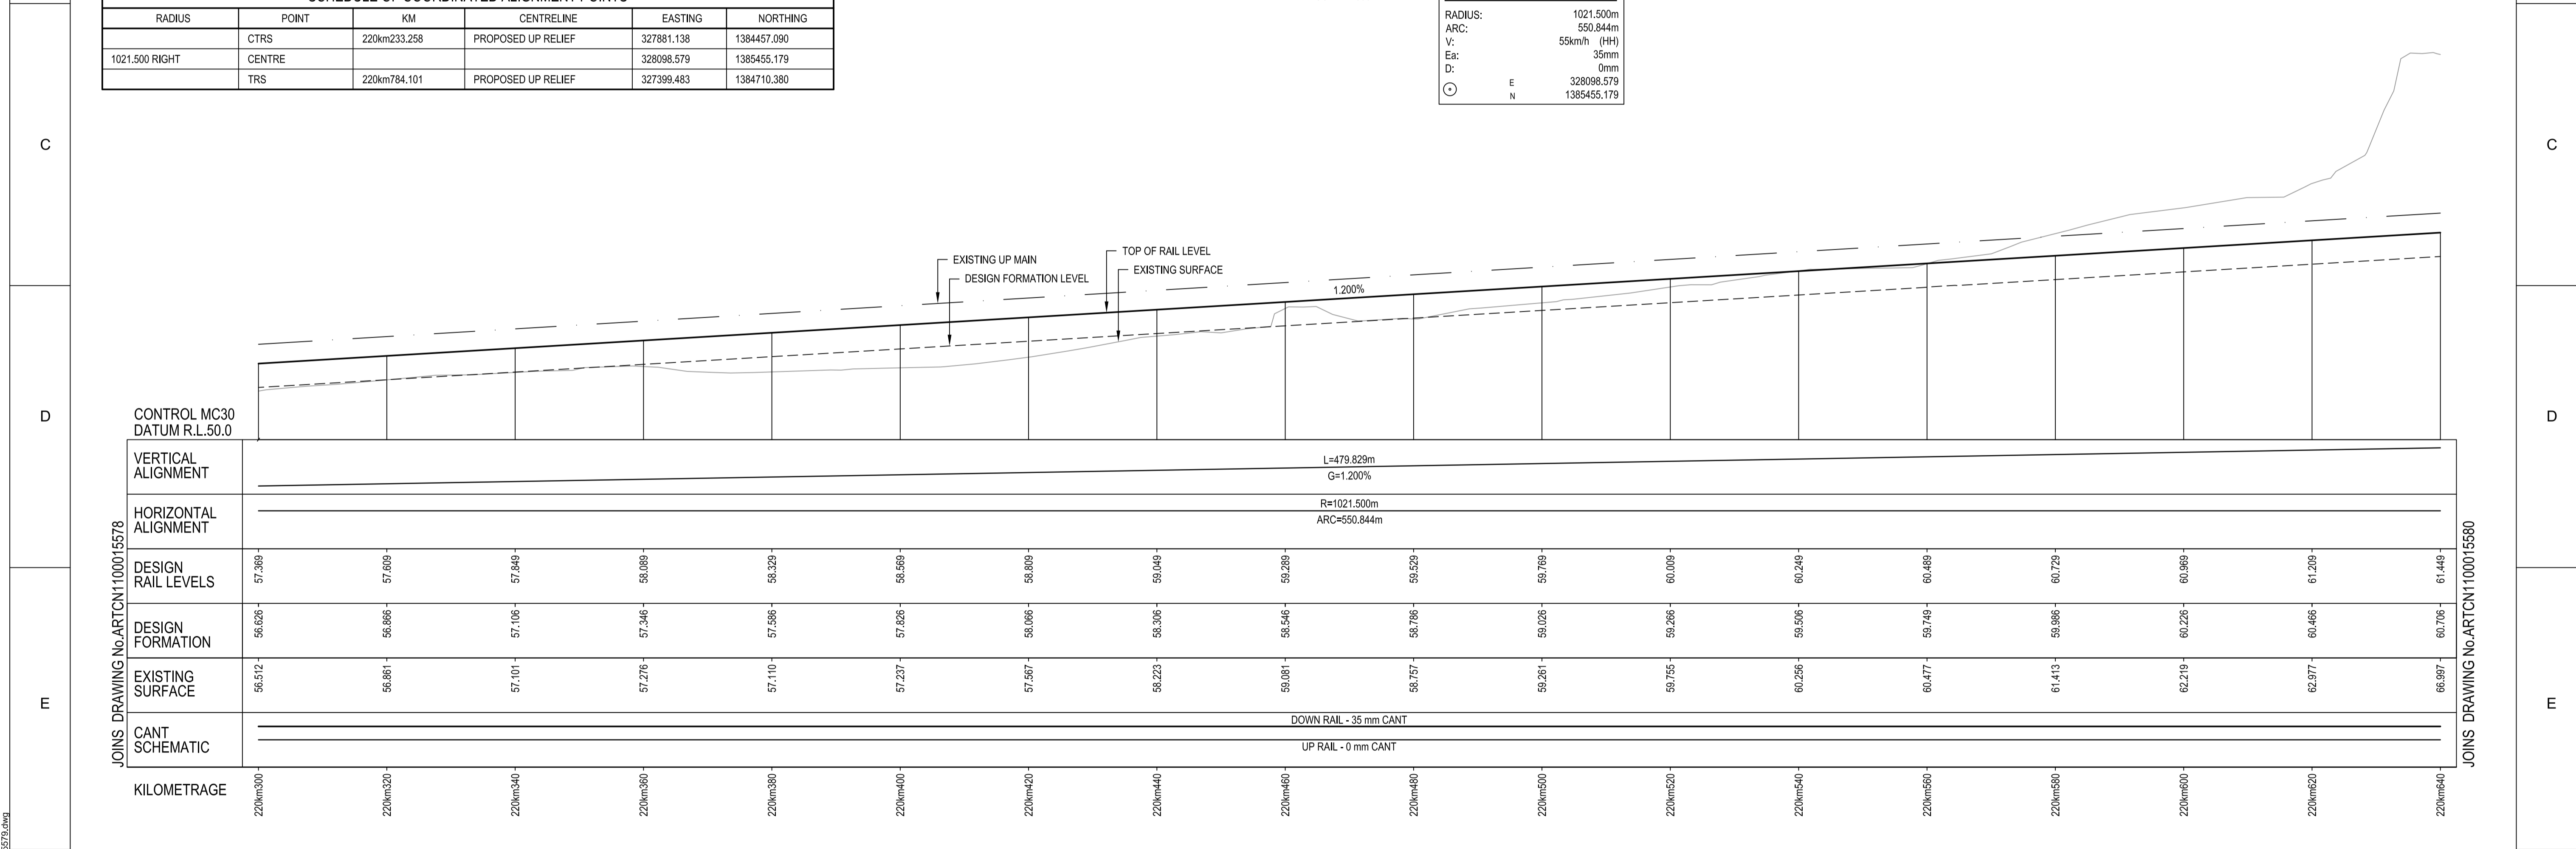 RADIUS POINT KM CENTRELINE EASTING NORTHING
CTRS 220km233.258 PROPOSED UP RELIEF 327881.138 1384457.090
1021.500 RIGHT CENTRE 328098.579 1385455.179
TRS 220km784.101 PROPOSED UP RELIEF 327399.483 1384710.380
RADIUS: 1021.500m
ARC: 550.844m
V: 55km/h (HH)
Ea: 35mm
D: 0mm
E 328098.579
N 1385455.179
C
C
EXISTING UP MAIN
DESIGN FORMATION LEVEL
TOP OF RAIL LEVEL
EXISTING SURFACE
1.200%
D
D
CONTROL MC30
DATUM R.L.50.0
VERTICAL
ALIGNMENT
L=479.829m
G=1.200%
HORIZONTAL
ALIGNMENT
R=1021.500m
ARC=550.844m
DESIGN
RAIL LEVELS
57.369 57.609 57.849 58.089 58.329 58.569 58.809 59.049 59.289 59.529 59.769 60.009 60.249 60.489 60.729 60.969 61.209 61.449
DESIGN
FORMATION
56.626 56.866 57.106 57.346 57.586 57.826 58.066 58.306 58.546 58.786 59.026 59.266 59.506 59.749 59.986 60.226 60.466 60.706
EXISTING
SURFACE
56.512 56.861 57.101 57.276 57.110 57.237 57.567 58.223 59.081 58.757 59.261 59.755 60.256 60.477 61.413 62.219 62.977 66.997
CANT
SCHEMATIC
DOWN RAIL - 35 mm CANT
UP RAIL - 0 mm CANT
KILOMETRAGE
220km300 220km320 220km340 220km360 220km380 220km400 220km420 220km440 220km460 220km480 220km500 220km520 220km540 220km560 220km580 220km600 220km620 220km640
JOINS DRAWING No.ARTCN1100015578
JOINS DRAWING No.ARTCN1100015580
E
E
5579.dwg